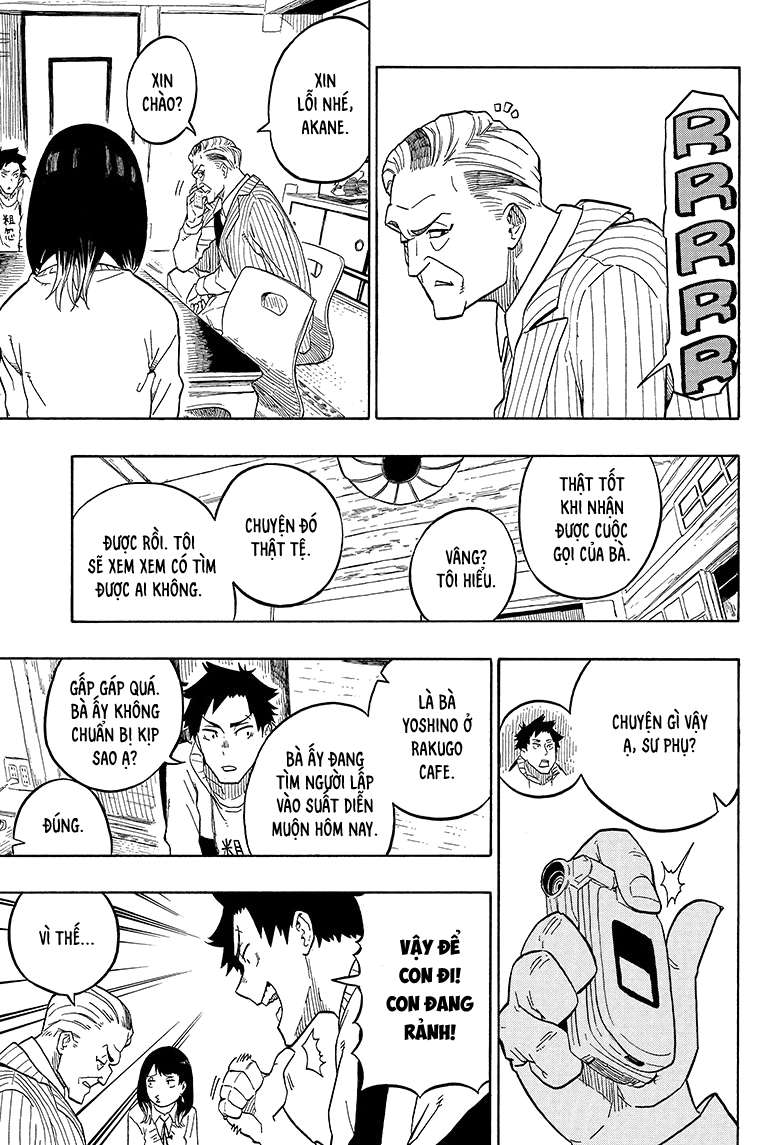 RRRRR
XIN
LỖI NHÉ,
AKANE.
XIN
CHÀO?
THẬT TỐT
KHI NHẬN
ĐƯỢC CUỘC
GỌI CỦA BÀ.
VÂNG?
TÔI HIỂU.
CHUYỆN ĐÓ
THẬT TỆ.
ĐƯỢC RỒI. TÔI
SẼ XEM XEM CÓ TÌM
ĐƯỢC AI KHÔNG.
CHUYỆN GÌ VẬY
Ạ, SƯ PHỤ?
LÀ BÀ
YOSHINO Ở
RAKUGO
CAFE.
BÀ ẤY ĐANG
TÌM NGƯỜI LẤP
VÀO SUẤT DIỄN
MUỘN HÔM NAY.
GẤP GÁP QUÁ.
BÀ ẤY KHÔNG
CHUẨN BỊ KỊP
SAO Ạ?
ĐÚNG.
VẬY ĐỂ
CON ĐI!
CON ĐANG
RẢNH!
VÌ THẾ...